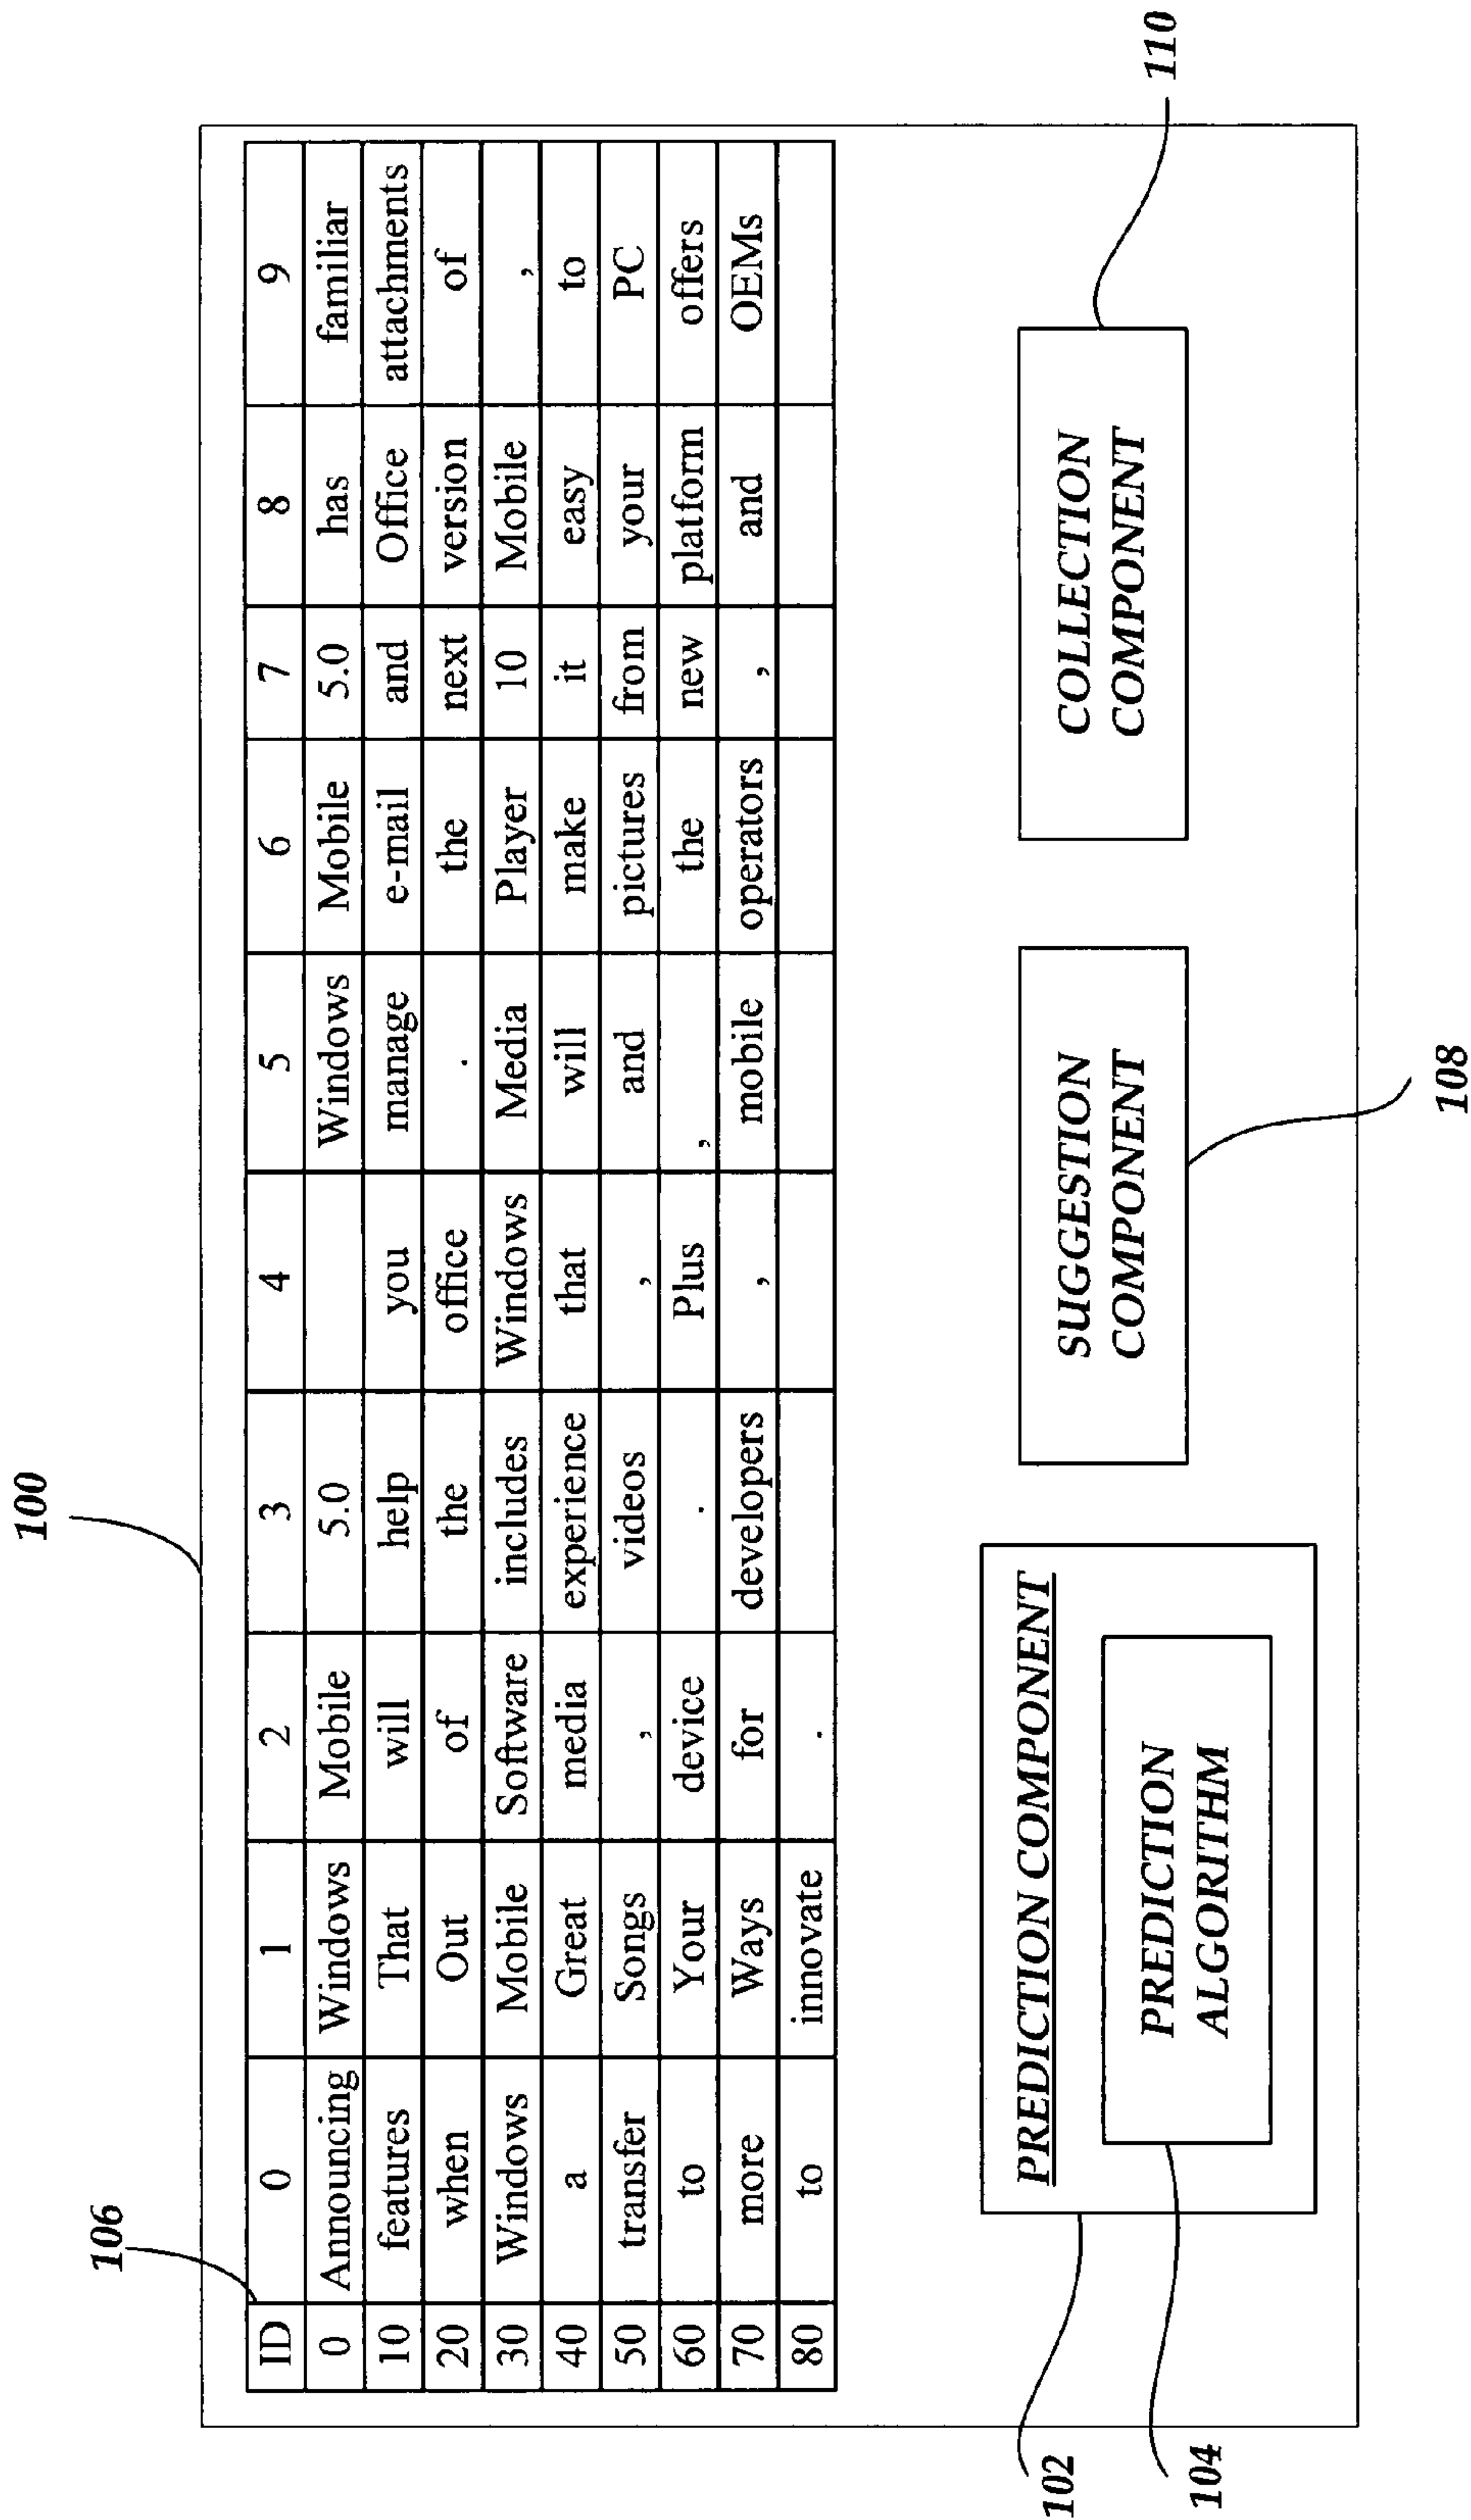 100
106
ID 0 1 2 3 4 5 6 7 8 9
0 Announcing Windows Mobile 5.0 Windows Mobile 5.0 has familiar
10 features That will help you manage e-mail and Office attachments
20 when Out of the office . the next version of
30 Windows Mobile Software includes Windows Media Player 10 Mobile ,
40 a Great media experience that will make it easy to
50 transfer Songs , videos , and pictures from your PC
60 to Your device . Plus , the new platform offers
70 more Ways for developers , mobile operators , and OEMs
80 to innovate .
PREDICTION COMPONENT
PREDICTION
ALGORITHM
SUGGESTION
COMPONENT
COLLECTION
COMPONENT
102
104
108
110